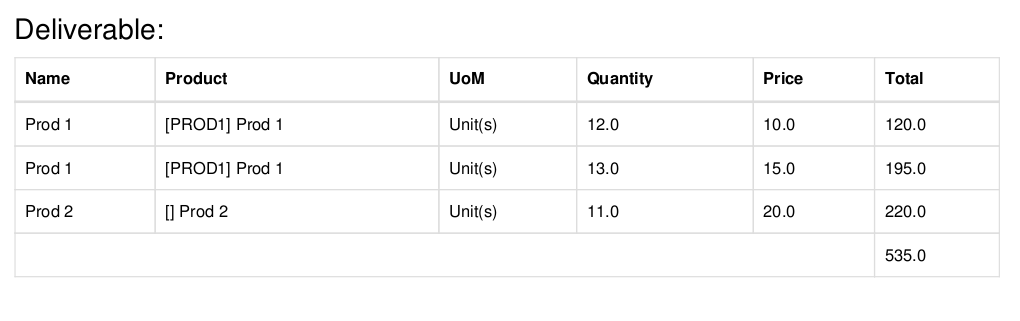 Deliverable:
Name Product UoM Quantity Price Total
Prod 1 [PROD1] Prod 1 Unit(s) 12.0 10.0 120.0
Prod 1 [PROD1] Prod 1 Unit(s) 13.0 15.0 195.0
Prod 2 [] Prod 2 Unit(s) 11.0 20.0 220.0
535.0